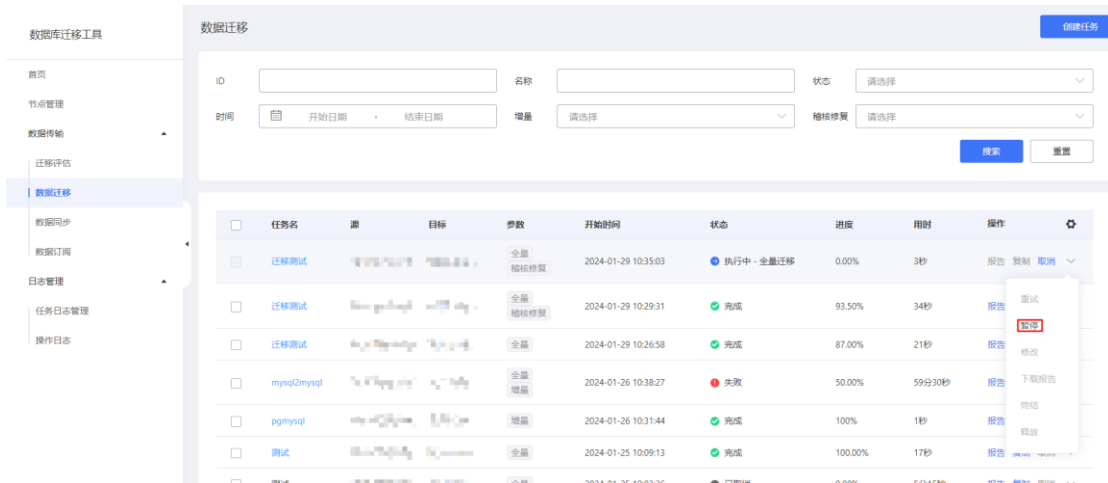 数据库迁移工具
首页
节点管理
数据传输
迁移评估
数据迁移
数据同步
数据订阅
日志管理
任务日志管理
操作日志
数据迁移
创建任务
ID 名称 状态 请选择
时间 开始日期 - 结束日期 增量 请选择 稽核修复 请选择
搜索 重置
任务名 源 目标 参数 开始时间 状态 进度 用时 操作
迁移测试 全量 稽核修复 2024-01-29 10:35:03 执行中 - 全量迁移 0.00% 3秒 报告 复制 取消
迁移测试 全量 稽核修复 2024-01-29 10:29:31 完成 93.50% 34秒 报告
迁移测试 全量 2024-01-29 10:26:58 完成 87.00% 21秒 报告
mysql2mysql 全量 增量 2024-01-26 10:38:27 失败 50.00% 59分30秒 报告
pgmysql 增量 2024-01-26 10:31:44 完成 100% 1秒 报告
测试 全量 2024-01-25 10:09:13 完成 100.00% 17秒 报告
重试
暂停
修改
下载报告
终结
释放